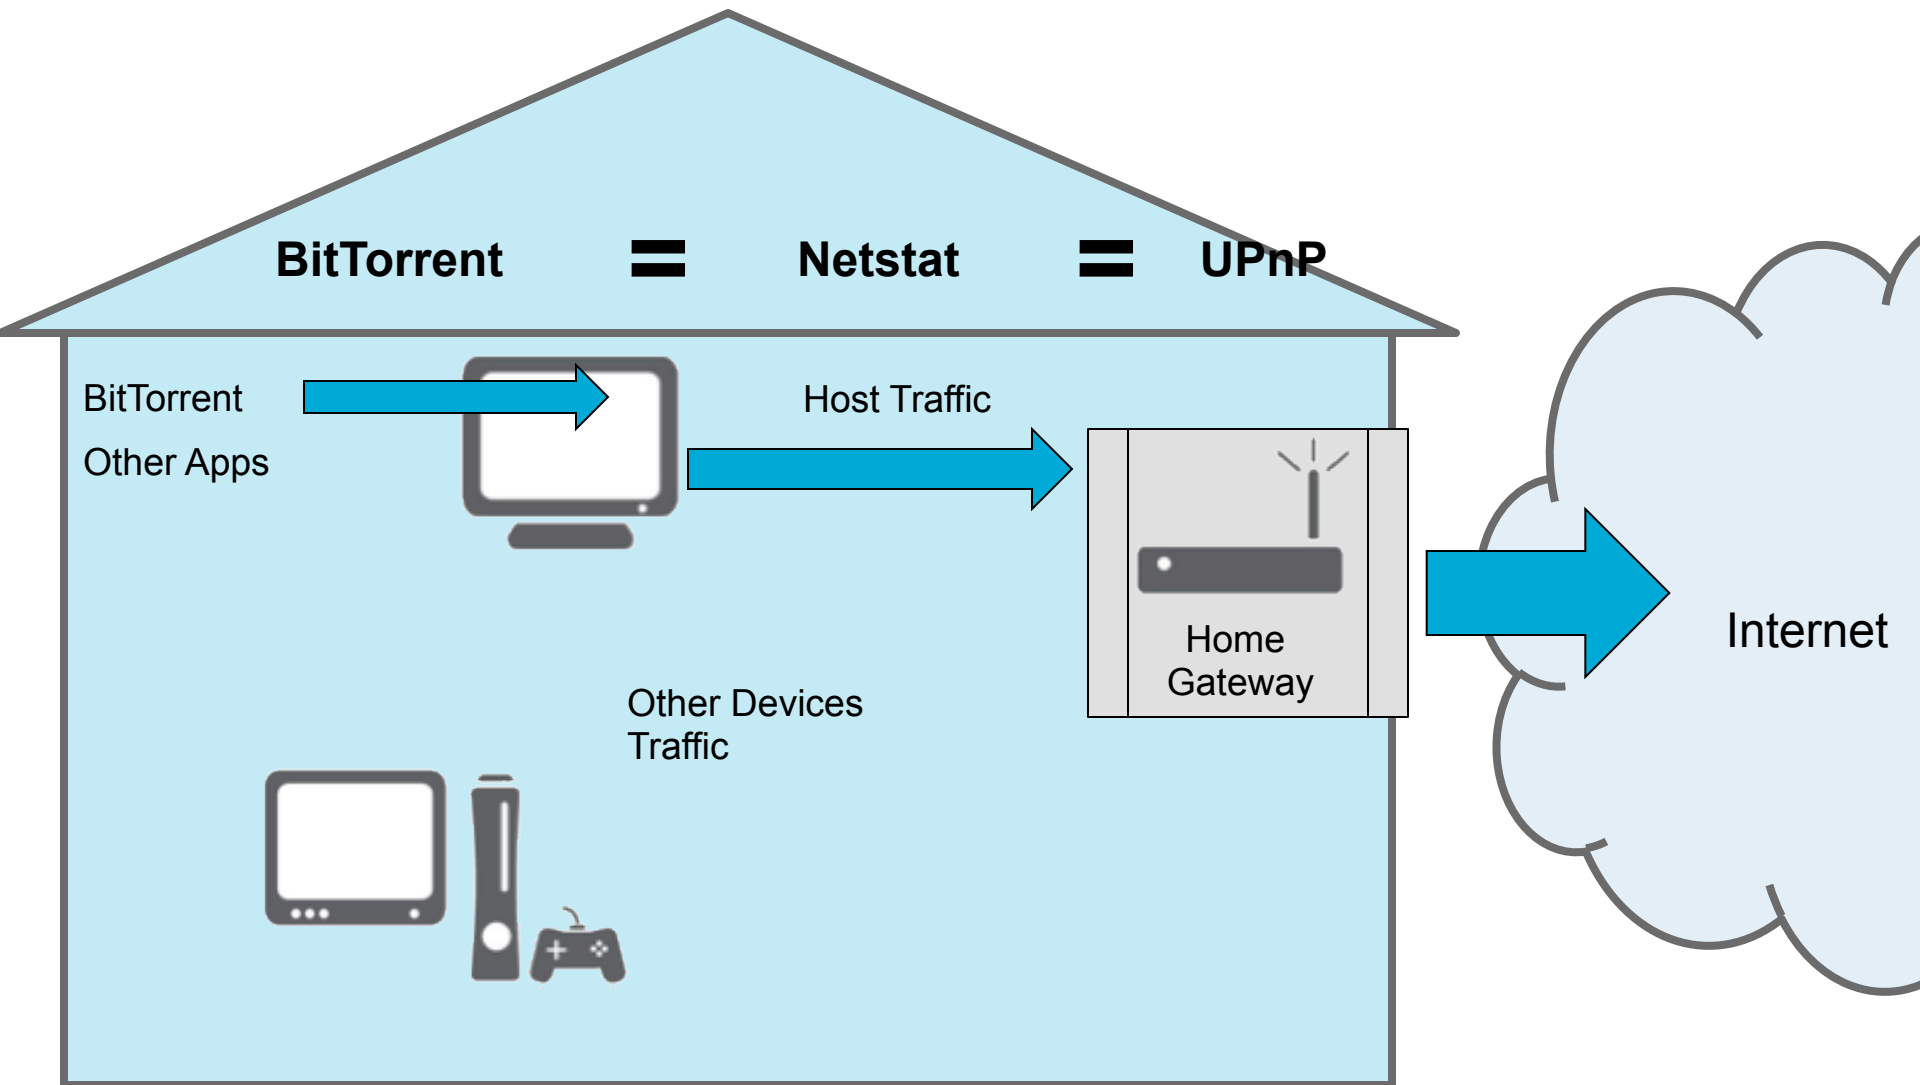 BitTorrent = Netstat = UPnP
BitTorrent
Host Traffic
Other Apps
Home
Gateway
Internet
Other Devices
Traffic